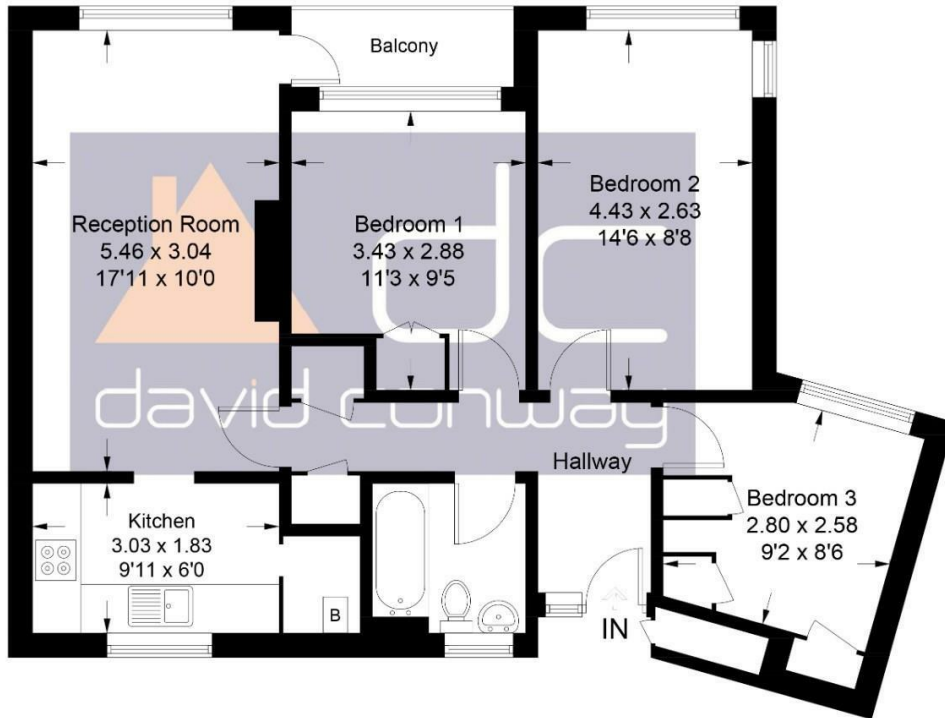 Balcony
Reception Room
5.46 x 3.04
17'11 x 10'0
Bedroom 1
3.43 x 2.88
11'3 x 9'5
Bedroom 2
4.43 x 2.63
14'6 x 8'8
dc
david conway
Hallway
Bedroom 3
2.80 x 2.58
9'2 x 8'6
Kitchen
3.03 x 1.83
9'11 x 6'0
B
IN